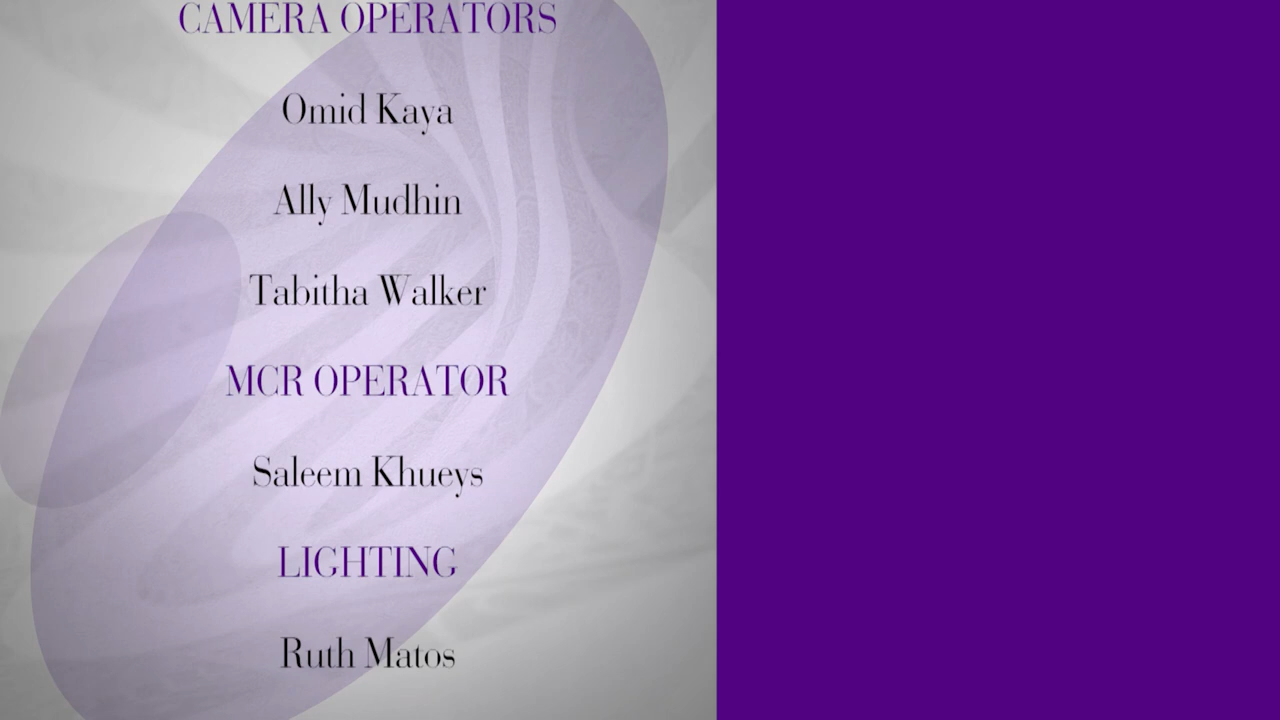 CAMERA OPERATORS
Omid Kaya
Ally Mudhin
Tabitha Walker
MCR OPERATOR
Saleem Khueys
LIGHTING
Ruth Matos